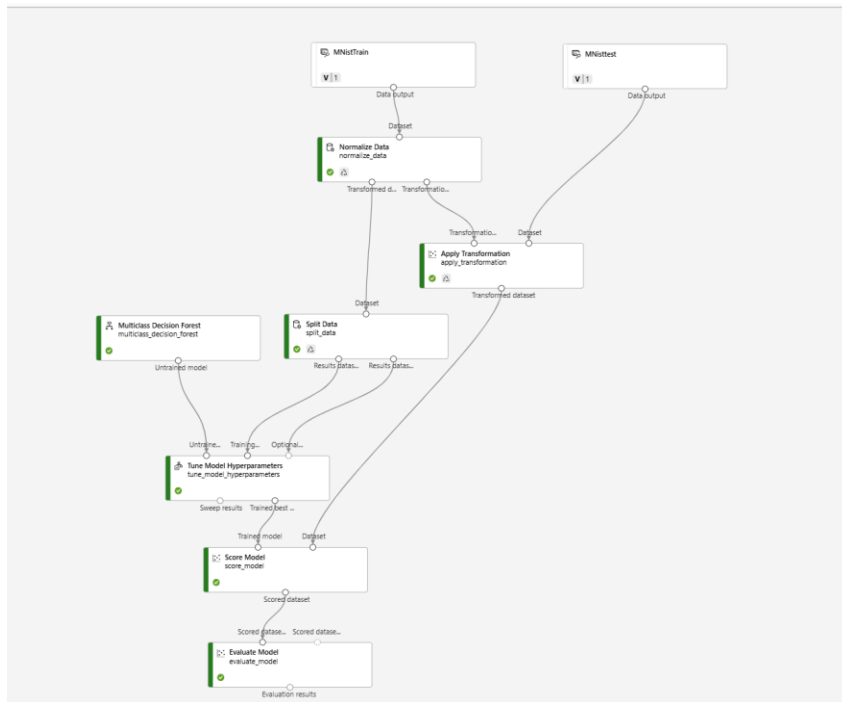 MNistTrain
V 1
Data output
MNisttest
V 1
Data output
Dataset
Normalize Data
normalize_data
Transformed d... Transformatio...
Transformatio... Dataset
Apply Transformation
apply_transformation
Transformed dataset
Dataset
Split Data
split_data
Results datas... Results datas...
Multiclass Decision Forest
multiclass_decision_forest
Untrained model
Untraine... Training... Optional...
Tune Model Hyperparameters
tune_model_hyperparameters
Sweep results Trained best ...
Trained model Dataset
Score Model
score_model
Scored dataset
Scored datase... Scored datase...
Evaluate Model
evaluate_model
Evaluation results